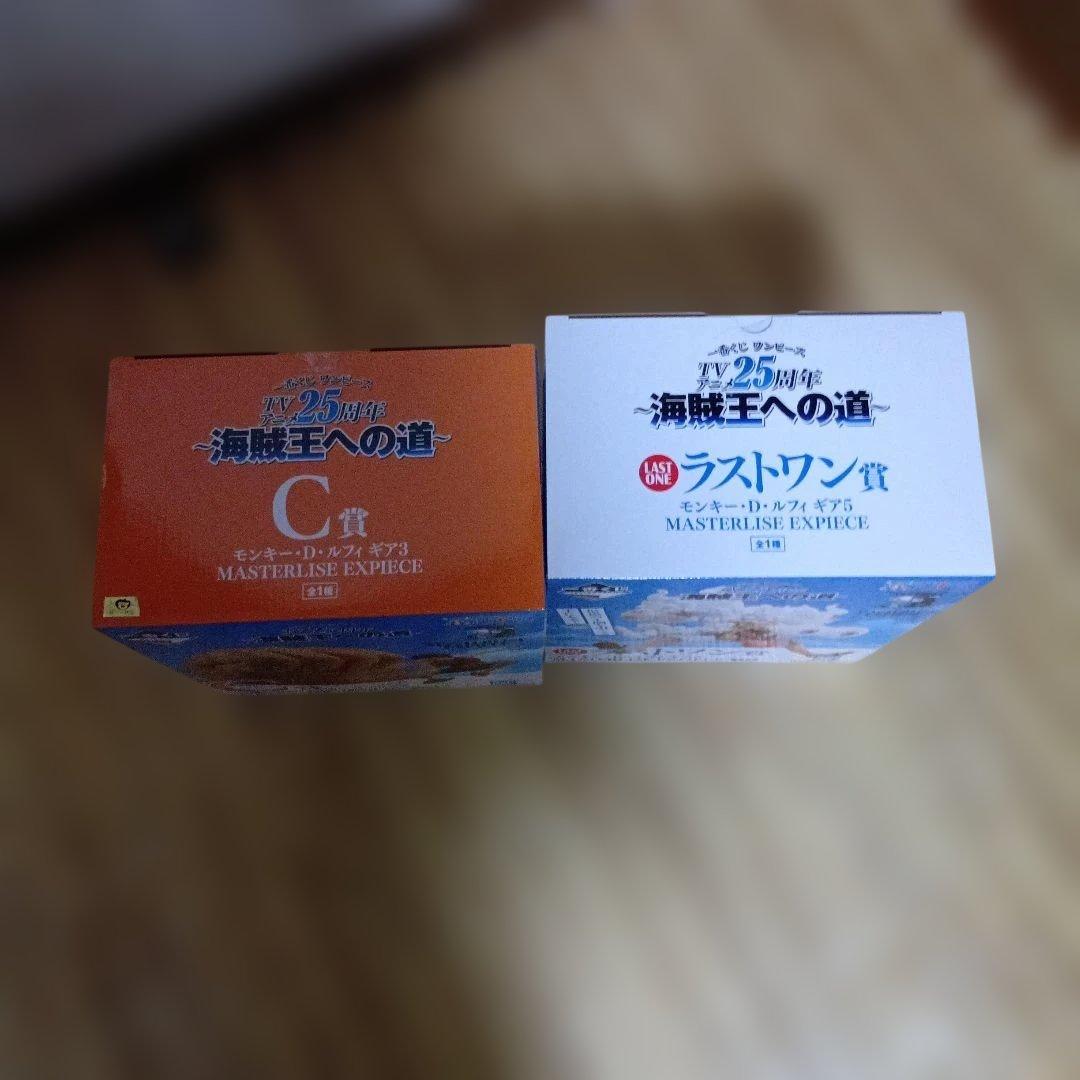 一番くじ ワンピース
TVアニメ25周年
～海賊王への道～
C賞
モンキー・D・ルフィ ギア3
MASTERLISE EXPIECE
全1種
一番くじ ワンピース
TVアニメ25周年
～海賊王への道～
LAST ONE ラストワン賞
モンキー・D・ルフィ ギア5
MASTERLISE EXPIECE
全1種